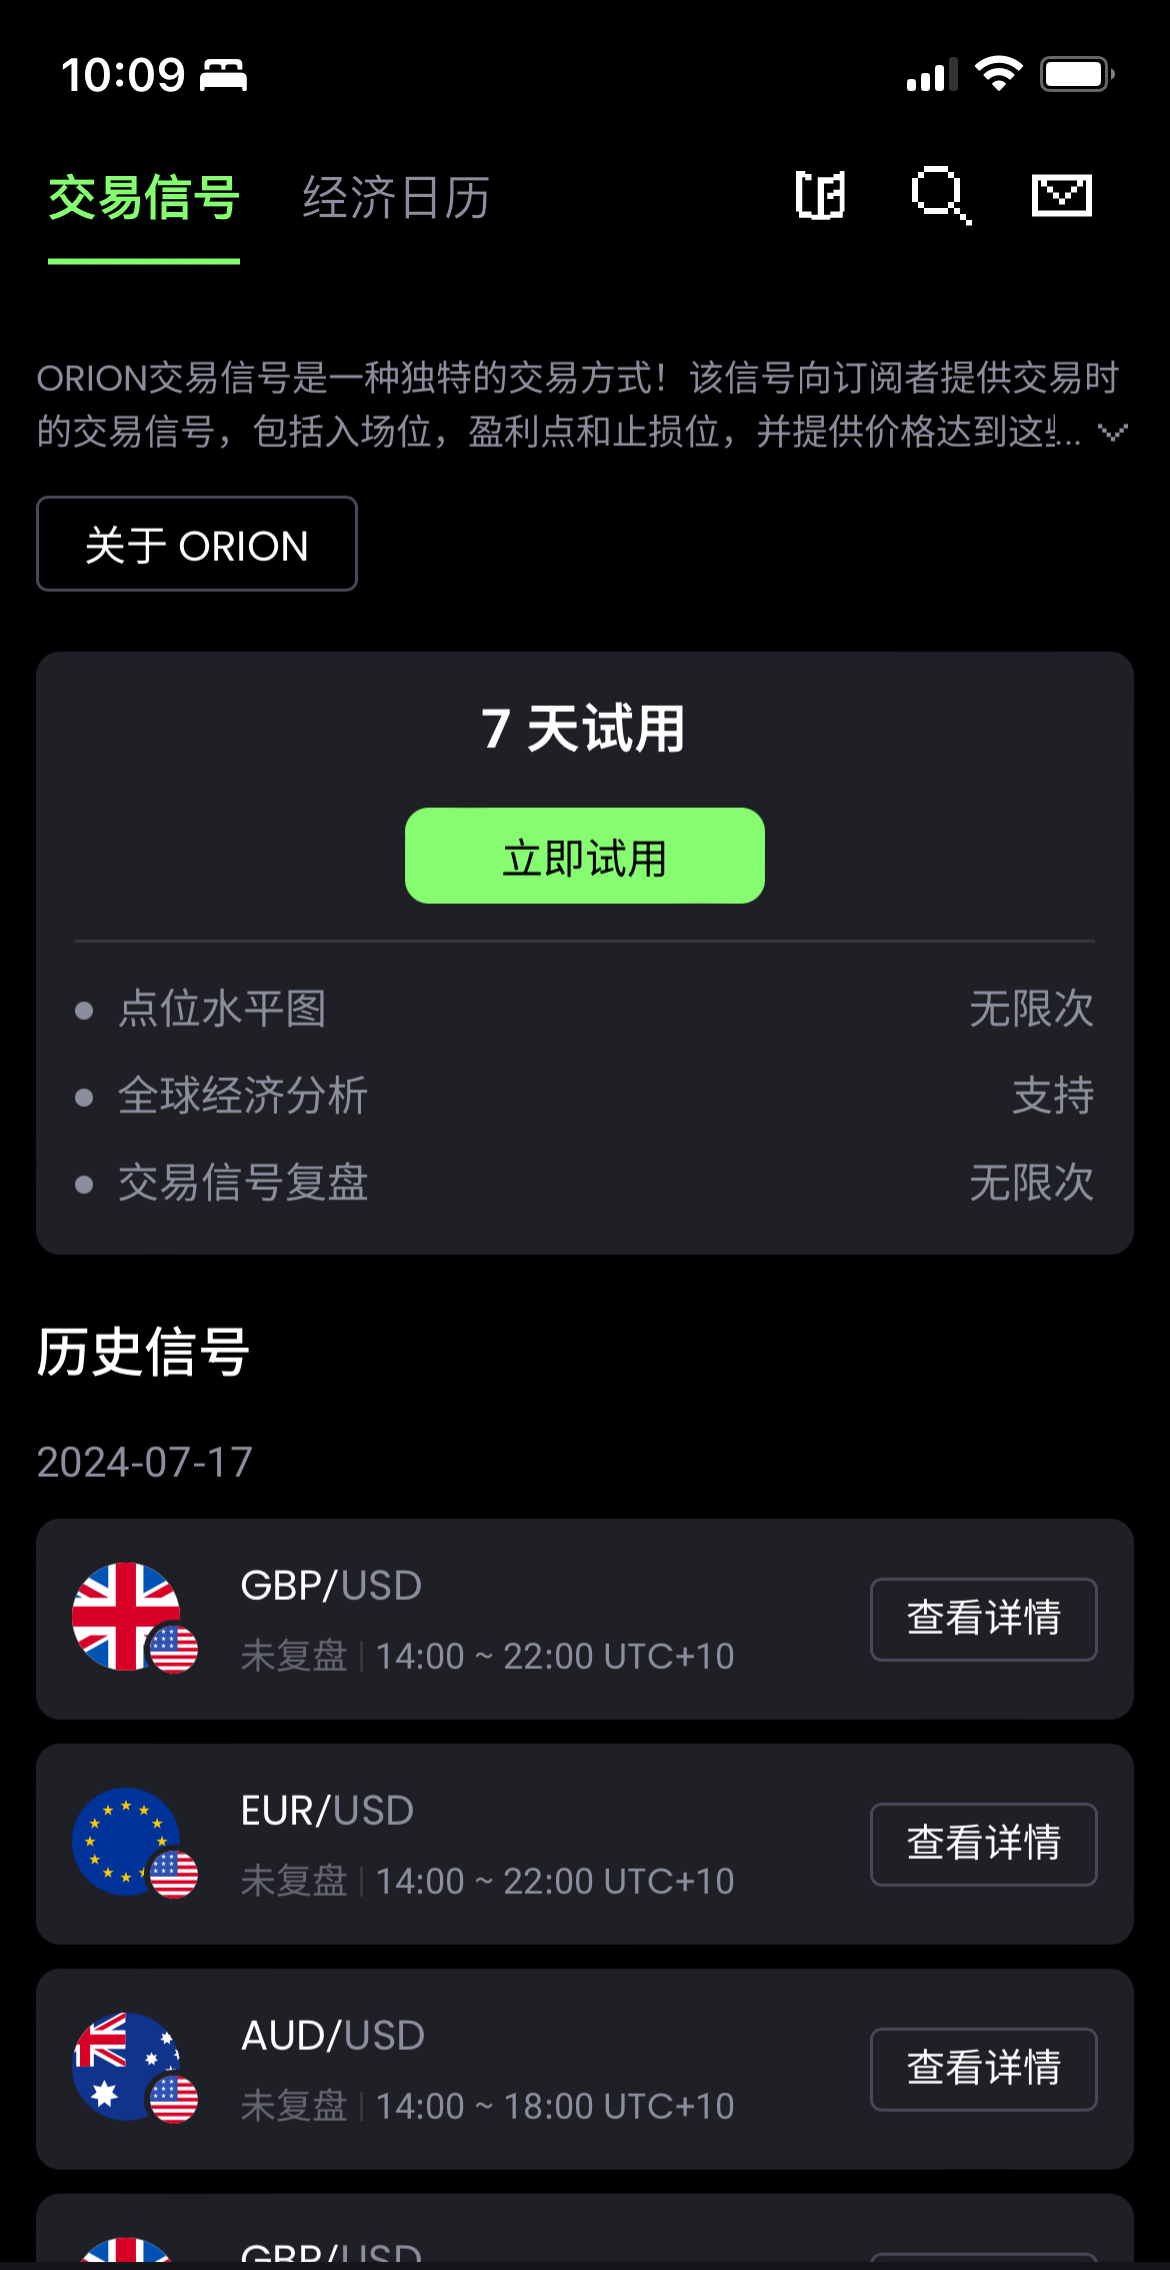 10:09
交易信号 经济日历
ORION交易信号是一种独特的交易方式！该信号向订阅者提供交易时
的交易信号，包括入场位，盈利点和止损位，并提供价格达到这...
关于 ORION
7 天试用
立即试用
点位水平图 无限次
全球经济分析 支持
交易信号复盘 无限次
历史信号
2024-07-17
GBP/USD
未复盘 | 14:00 ~ 22:00 UTC+10
查看详情
EUR/USD
未复盘 | 14:00 ~ 22:00 UTC+10
查看详情
AUD/USD
未复盘 | 14:00 ~ 18:00 UTC+10
查看详情
GBP/USD